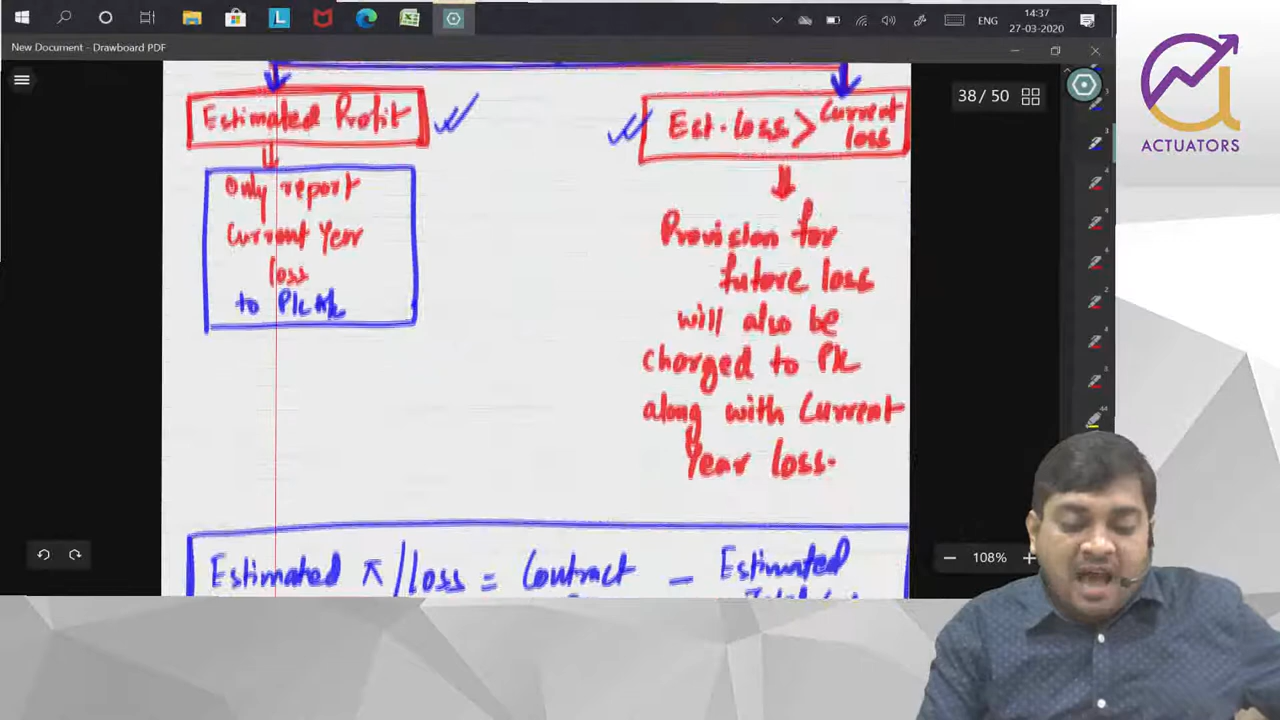 14:37
ENG
27-03-2020
New Document - Drawboard PDF
38 / 50
ACTUATORS
Estimated Profit
Est. loss > Current
loss
Only report
Current Year
loss
to P/L A/c
Provision for
future loss
will also be
charged to P/L
along with Current
Year loss.
108%
Estimated π / Loss = Contract - Estimated